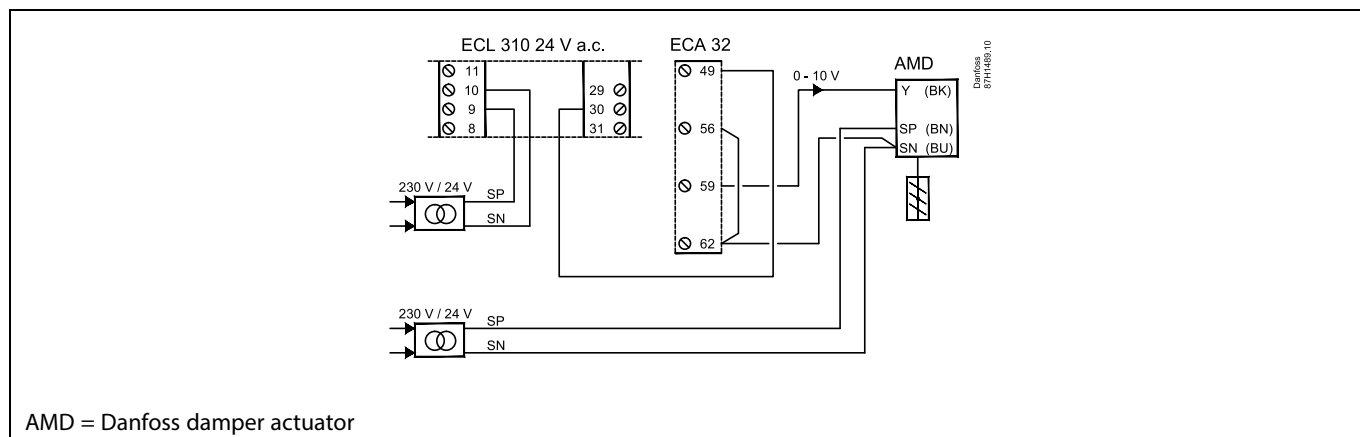 ECL 310 24 V a.c.
ECA 32
AMD
Danfoss
87H1489.10
11
10
9
8
29
30
31
49
56
59
62
0 - 10 V
Y (BK)
SP (BN)
SN (BU)
230 V / 24 V
SP
SN
230 V / 24 V
SP
SN
AMD = Danfoss damper actuator